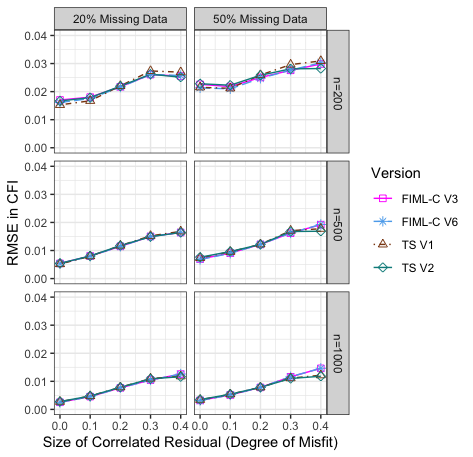 20% Missing Data 50% Missing Data
0.04
0.03
0.02
0.01
0.00
n=200
0.04
0.03
0.02
0.01
0.00
n=500
0.04
0.03
0.02
0.01
0.00
n=1000
RMSE in CFI
0.0 0.1 0.2 0.3 0.4 0.0 0.1 0.2 0.3 0.4
Size of Correlated Residual (Degree of Misfit)
Version
FIML-C V3
FIML-C V6
TS V1
TS V2